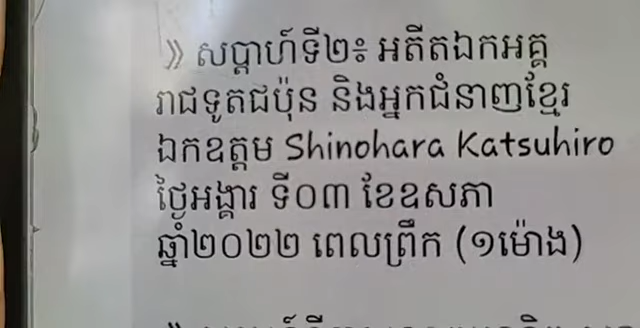 » សប្តាហ៍ទី២៖ អតីតឯកអគ្គ
រាជទូតជប៉ុន និងអ្នកជំនាញខ្មែរ
ឯកឧត្តម Shinohara Katsuhiro
ថ្ងៃអង្គារ ទី០៣ ខែឧសភា
ឆ្នាំ២០២២ ពេលព្រឹក (១ម៉ោង)